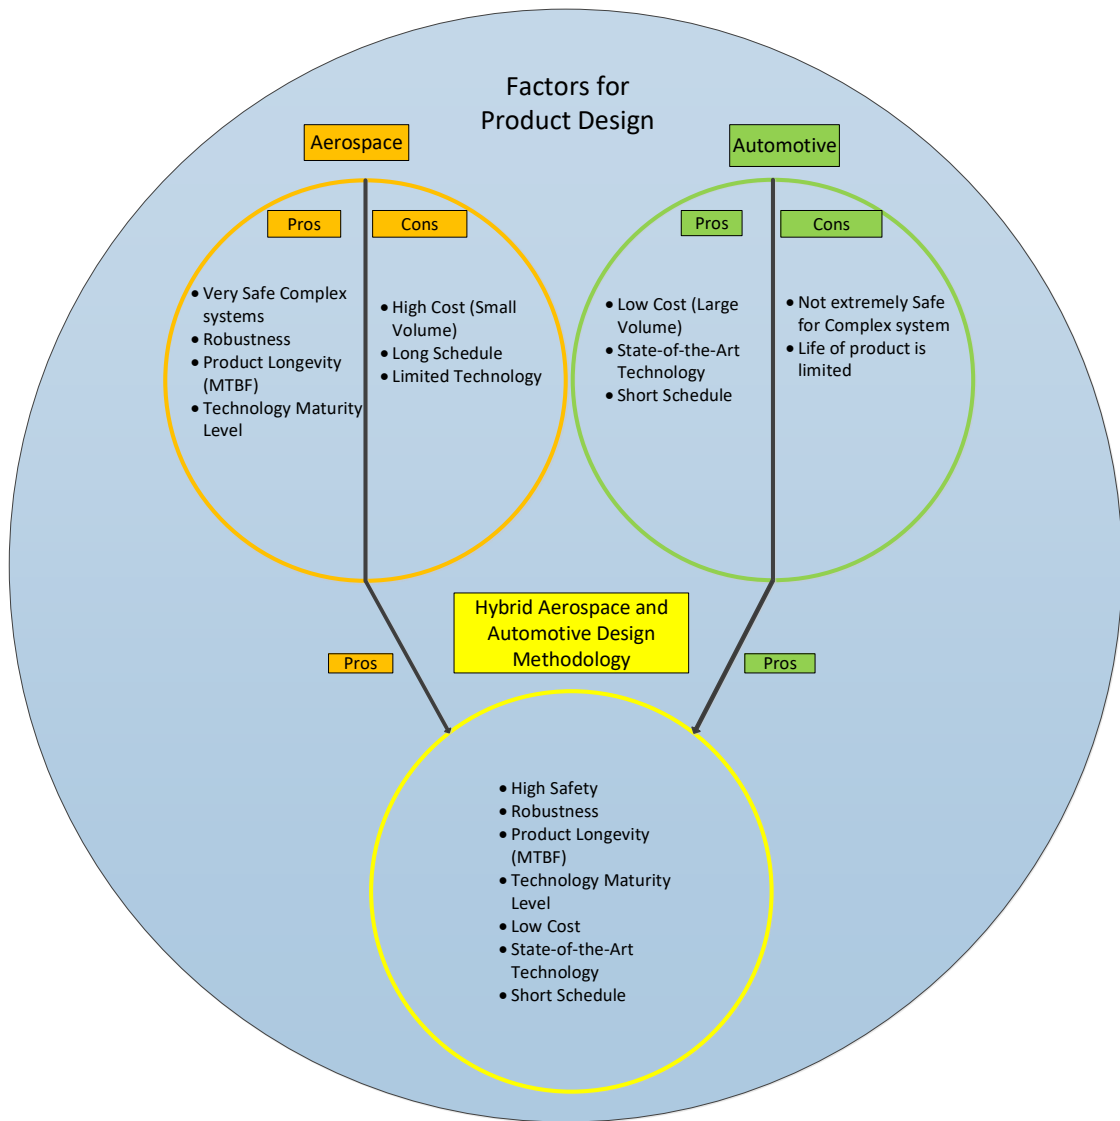 Factors for
Product Design
Aerospace
Pros
Cons
• Very Safe Complex
systems
• Robustness
• Product Longevity
(MTBF)
• Technology Maturity
Level
• High Cost (Small
Volume)
• Long Schedule
• Limited Technology
Automotive
Pros
Cons
• Low Cost (Large
Volume)
• State-of-the-Art
Technology
• Short Schedule
• Not extremely Safe
for Complex system
• Life of product is
limited
Pros
Hybrid Aerospace and
Automotive Design
Methodology
Pros
• High Safety
• Robustness
• Product Longevity
(MTBF)
• Technology Maturity
Level
• Low Cost
• State-of-the-Art
Technology
• Short Schedule